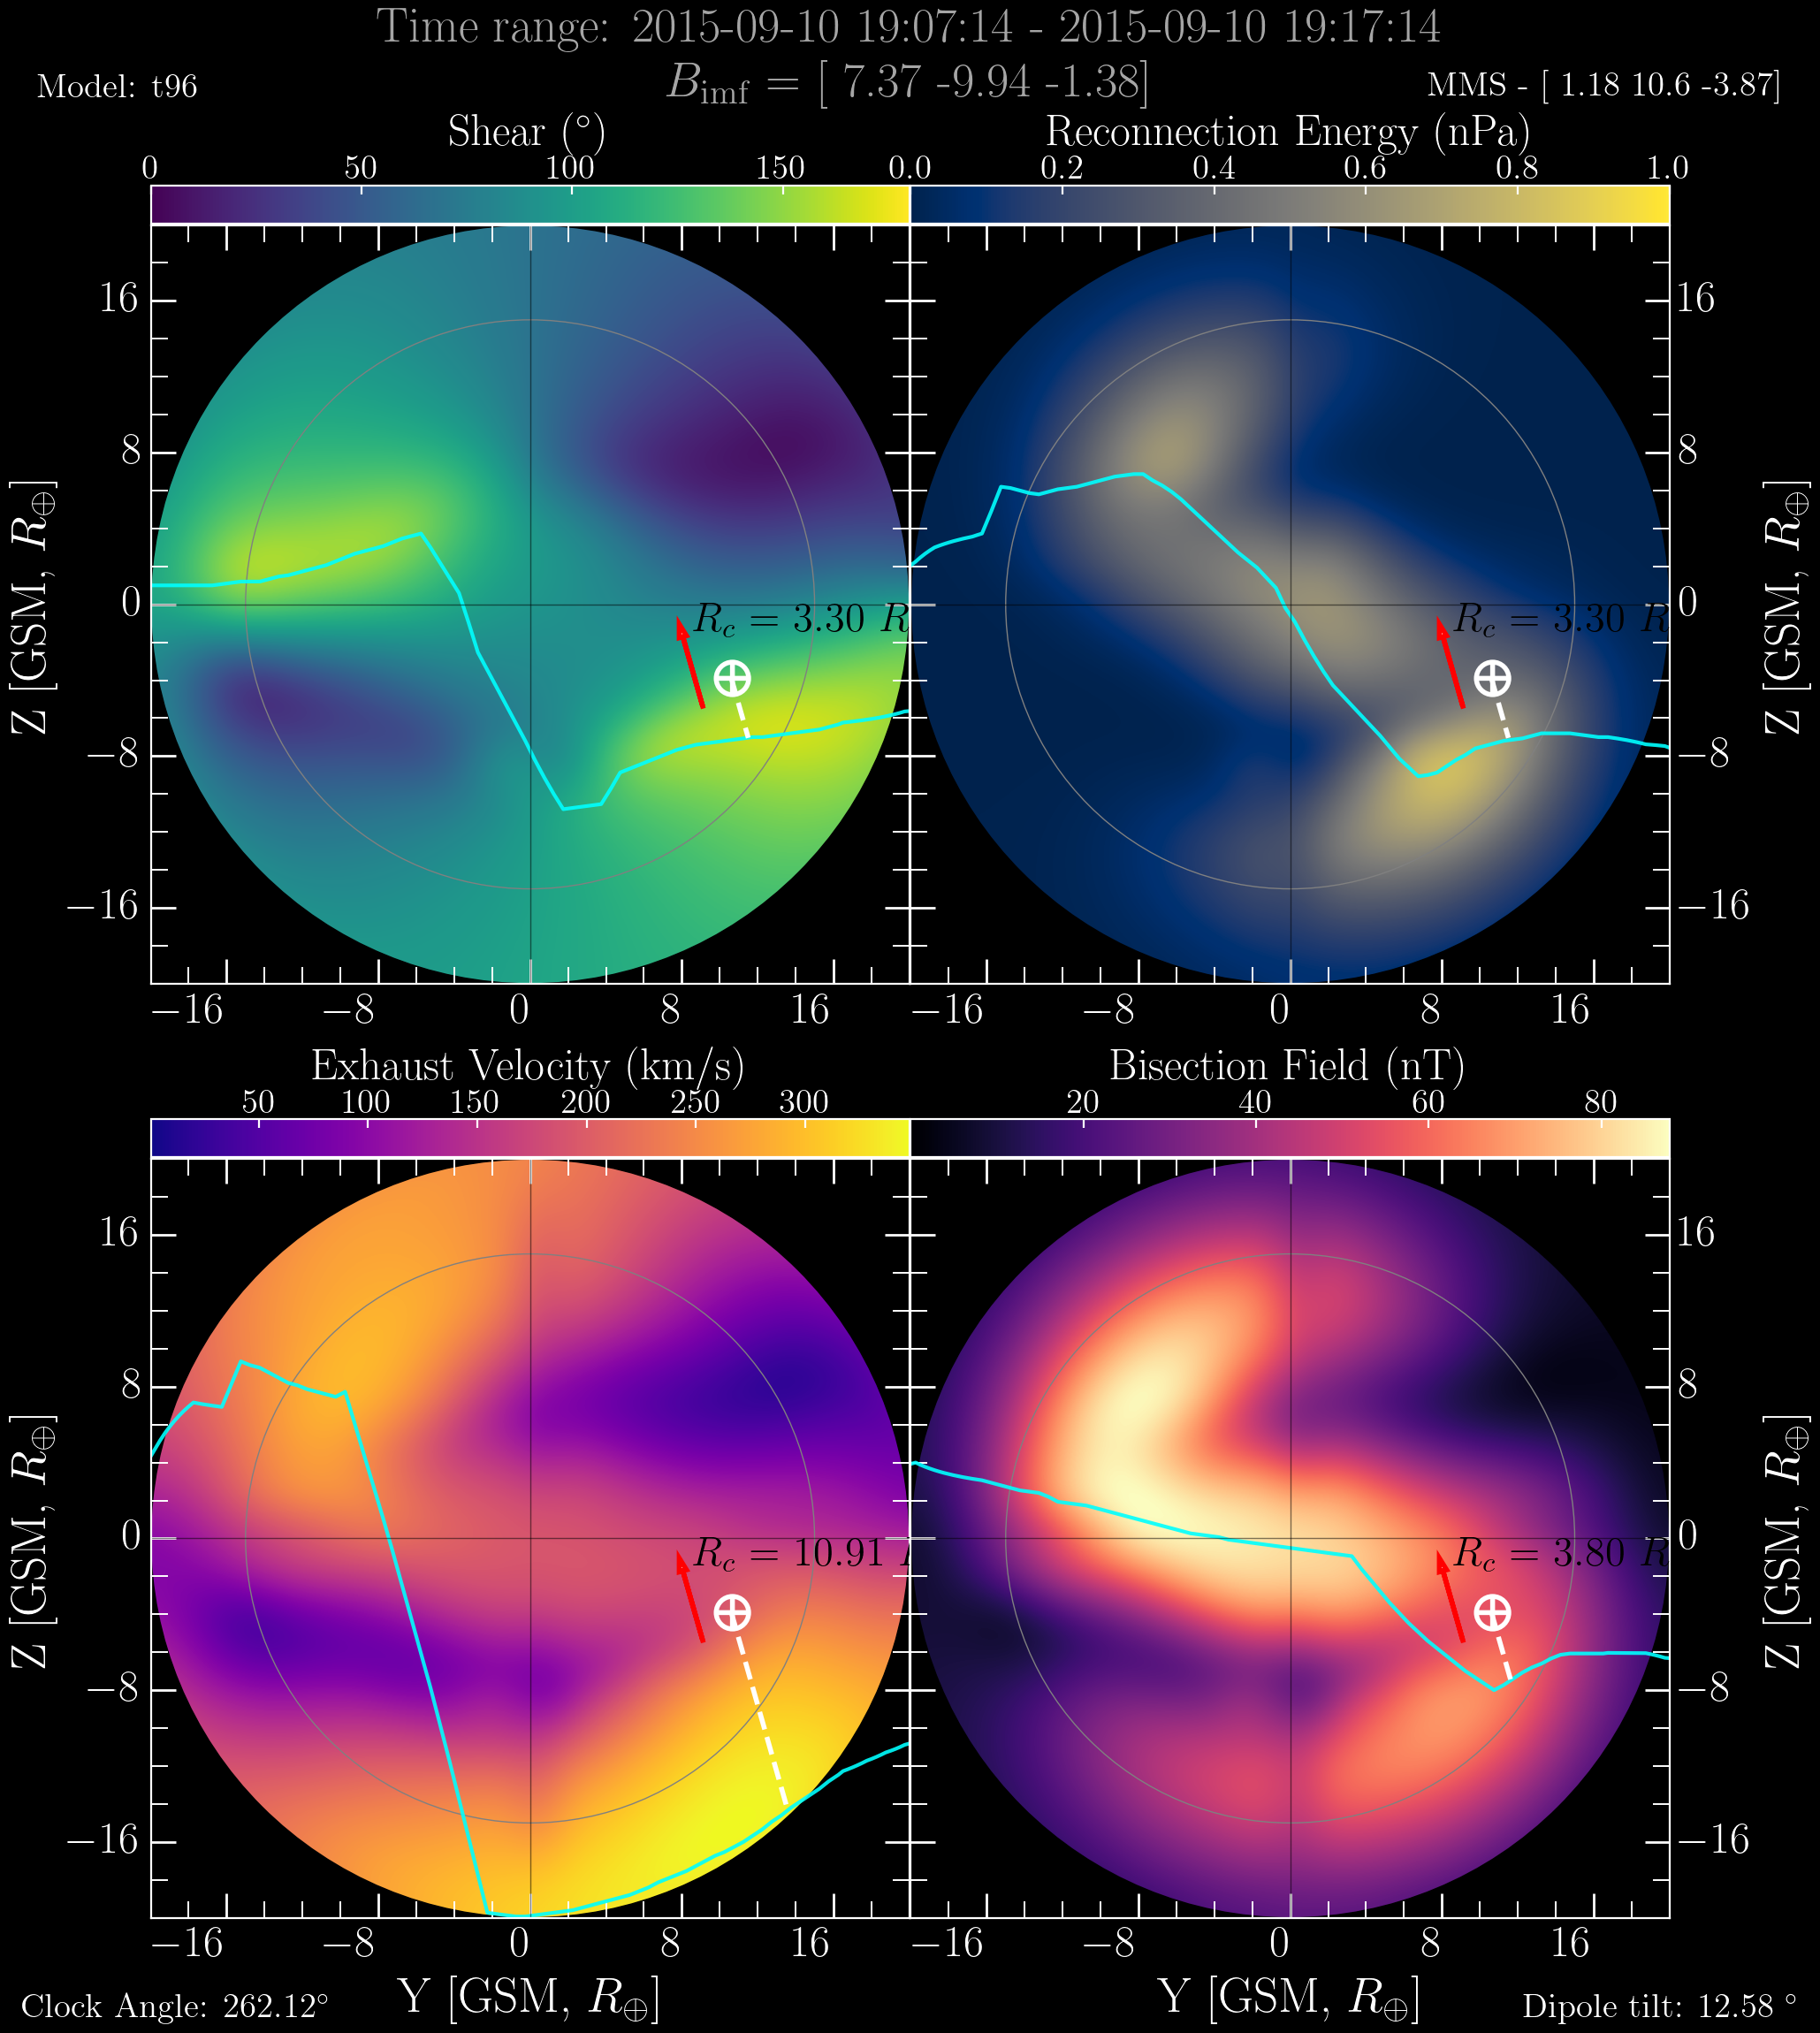 Time range: 2015-09-10 19:07:14 - 2015-09-10 19:17:14
Model: t96
B_imf = [ 7.37 -9.94 -1.38]
MMS - [ 1.18 10.6 -3.87]
Shear (°)
Reconnection Energy (nPa)
0 50 100 150
0.0 0.2 0.4 0.6 0.8 1.0
16
8
0
−8
−16
Z [GSM, R⊕]
R_c = 3.30 R
R_c = 3.30 R
16
8
0
−8
−16
Z [GSM, R⊕]
−16 −8 0 8 16
−16 −8 0 8 16
Exhaust Velocity (km/s)
Bisection Field (nT)
50 100 150 200 250 300
20 40 60 80
16
8
0
−8
−16
Z [GSM, R⊕]
R_c = 10.91
R_c = 3.80 R
16
8
0
−8
−16
Z [GSM, R⊕]
−16 −8 0 8 16
−16 −8 0 8 16
Y [GSM, R⊕]
Y [GSM, R⊕]
Clock Angle: 262.12°
Dipole tilt: 12.58 °